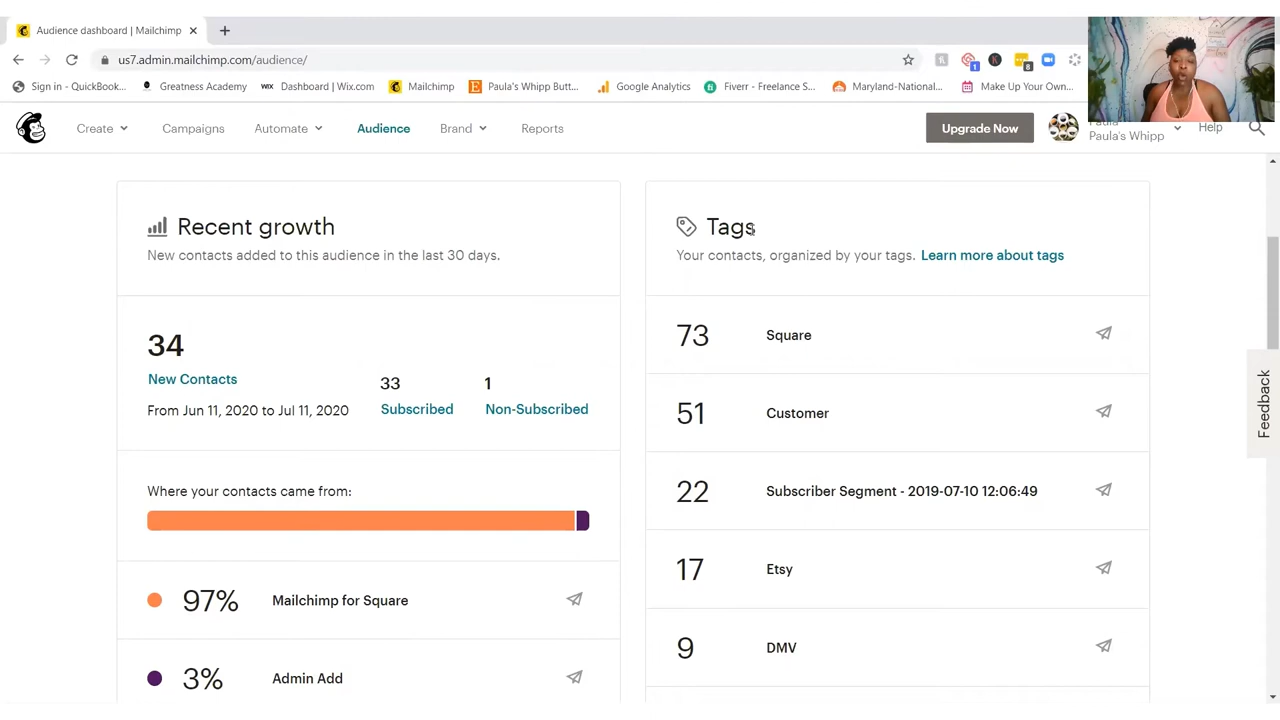 Audience dashboard | Mailchimp
us7.admin.mailchimp.com/audience/
1
8
Sign in - QuickBook...
Greatness Academy
WIX Dashboard | Wix.com
Mailchimp
Paula's Whipp Butt...
Google Analytics
Fiverr - Freelance S...
Maryland-National...
Make Up Your Own...
Create
Campaigns
Automate
Audience
Brand
Reports
Upgrade Now
Paula
Paula's Whipp
Help
Recent growth
New contacts added to this audience in the last 30 days.
34
New Contacts
From Jun 11, 2020 to Jul 11, 2020
33
Subscribed
1
Non-Subscribed
Where your contacts came from:
97% Mailchimp for Square
3% Admin Add
Tags
Your contacts, organized by your tags. Learn more about tags
73 Square
51 Customer
22 Subscriber Segment - 2019-07-10 12:06:49
17 Etsy
9 DMV
Feedback